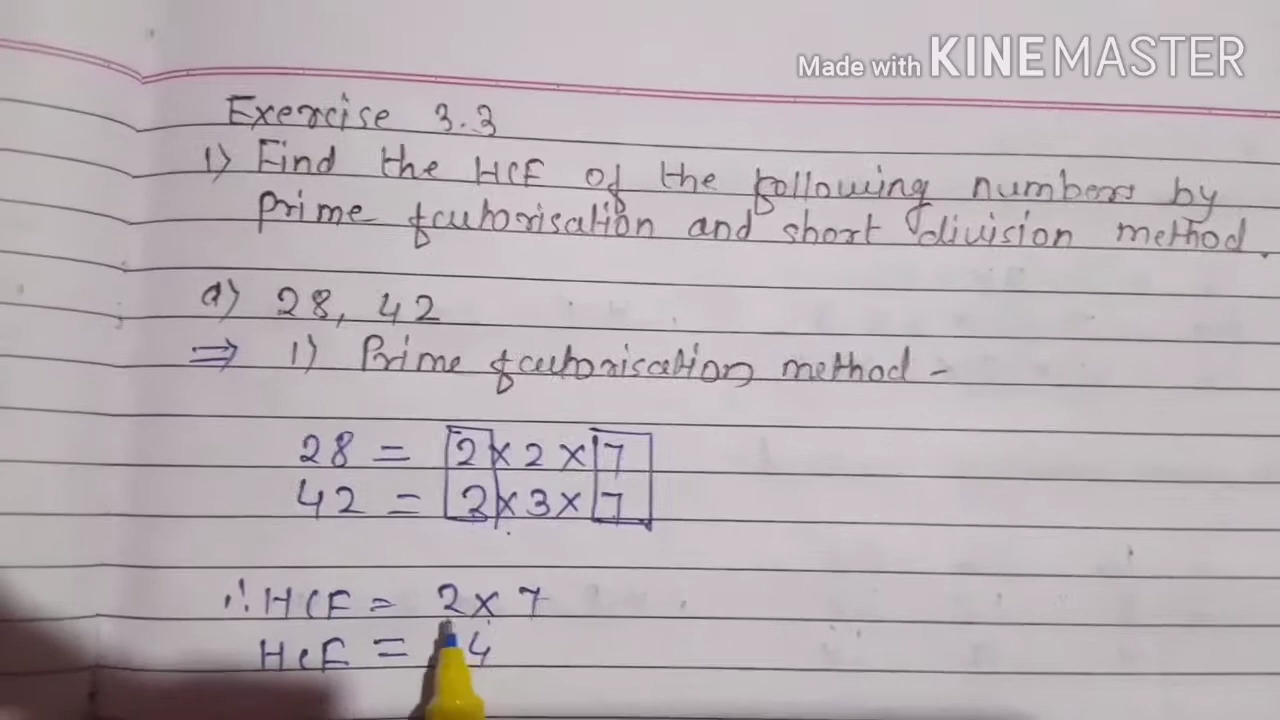 Made with KINEMASTER
Exercise 3.3
1) Find the HCF of the following numbers by
prime factorisation and short division method.
a) 28, 42
⇒ 1) Prime factorisation method -
28 = 2 × 2 × 7
42 = 2 × 3 × 7
∴ HCF = 2 × 7
HCF = 4